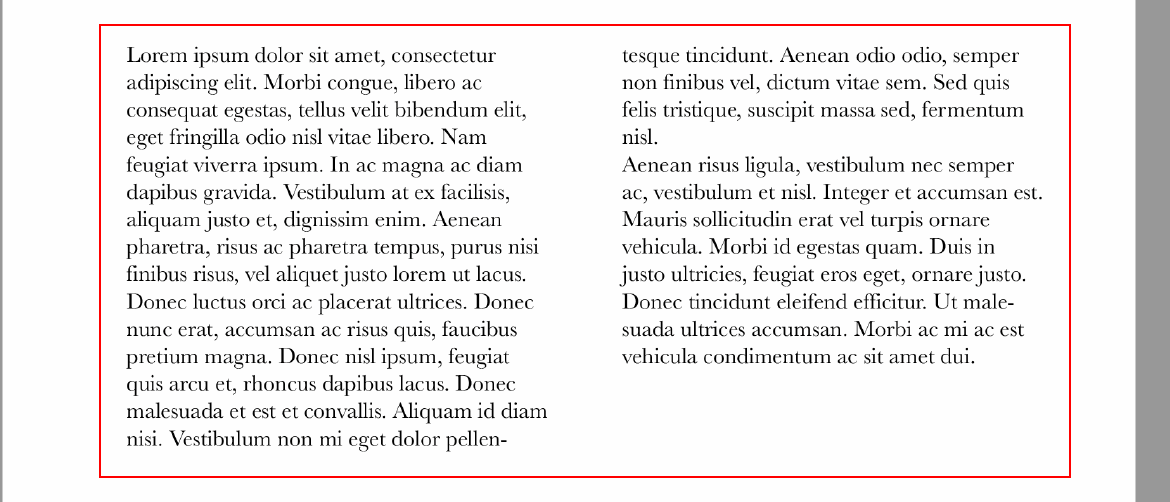 Lorem ipsum dolor sit amet, consectetur
adipiscing elit. Morbi congue, libero ac
consequat egestas, tellus velit bibendum elit,
eget fringilla odio nisl vitae libero. Nam
feugiat viverra ipsum. In ac magna ac diam
dapibus gravida. Vestibulum at ex facilisis,
aliquam justo et, dignissim enim. Aenean
pharetra, risus ac pharetra tempus, purus nisi
finibus risus, vel aliquet justo lorem ut lacus.
Donec luctus orci ac placerat ultrices. Donec
nunc erat, accumsan ac risus quis, faucibus
pretium magna. Donec nisl ipsum, feugiat
quis arcu et, rhoncus dapibus lacus. Donec
malesuada et est et convallis. Aliquam id diam
nisi. Vestibulum non mi eget dolor pellen-
tesque tincidunt. Aenean odio odio, semper
non finibus vel, dictum vitae sem. Sed quis
felis tristique, suscipit massa sed, fermentum
nisl.
Aenean risus ligula, vestibulum nec semper
ac, vestibulum et nisl. Integer et accumsan est.
Mauris sollicitudin erat vel turpis ornare
vehicula. Morbi id egestas quam. Duis in
justo ultricies, feugiat eros eget, ornare justo.
Donec tincidunt eleifend efficitur. Ut male-
suada ultrices accumsan. Morbi ac mi ac est
vehicula condimentum ac sit amet dui.